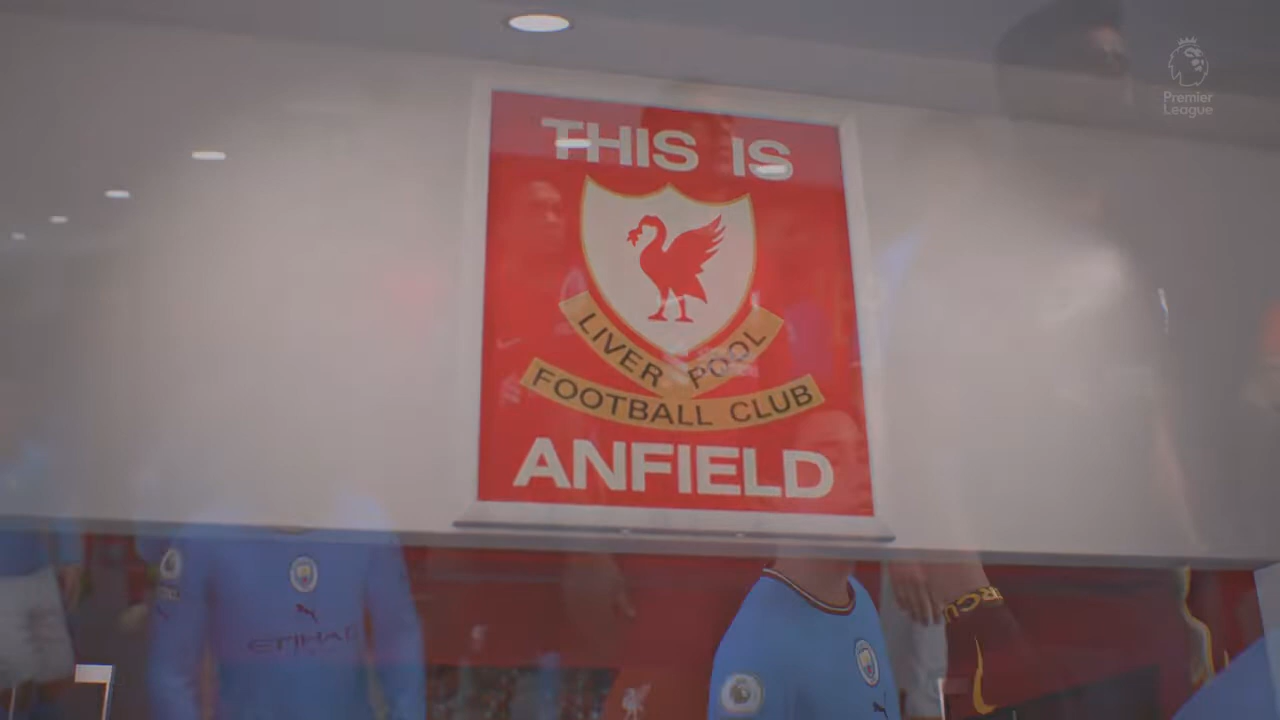 Premier
League
THIS IS
LIVER POOL
FOOTBALL CLUB
ANFIELD
ETIHAD